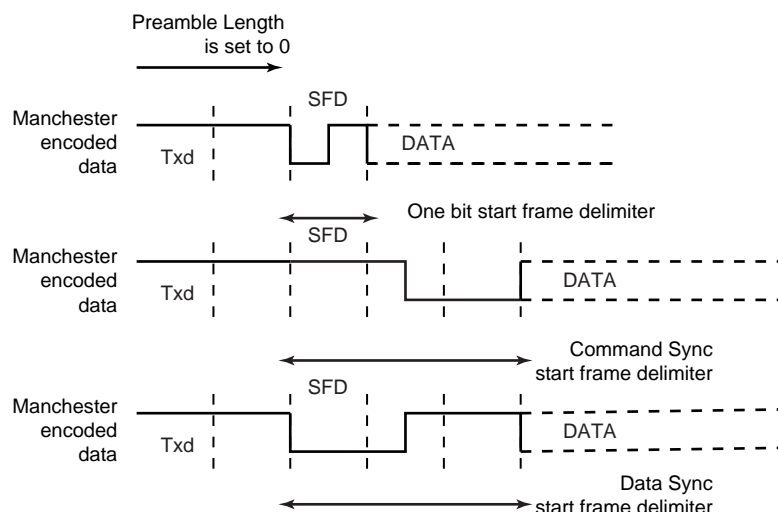 Preamble Length
is set to 0
SFD
Manchester
encoded
data
Txd
DATA
One bit start frame delimiter
SFD
Manchester
encoded
data
Txd
DATA
Command Sync
start frame delimiter
SFD
Manchester
encoded
data
Txd
DATA
Data Sync
start frame delimiter